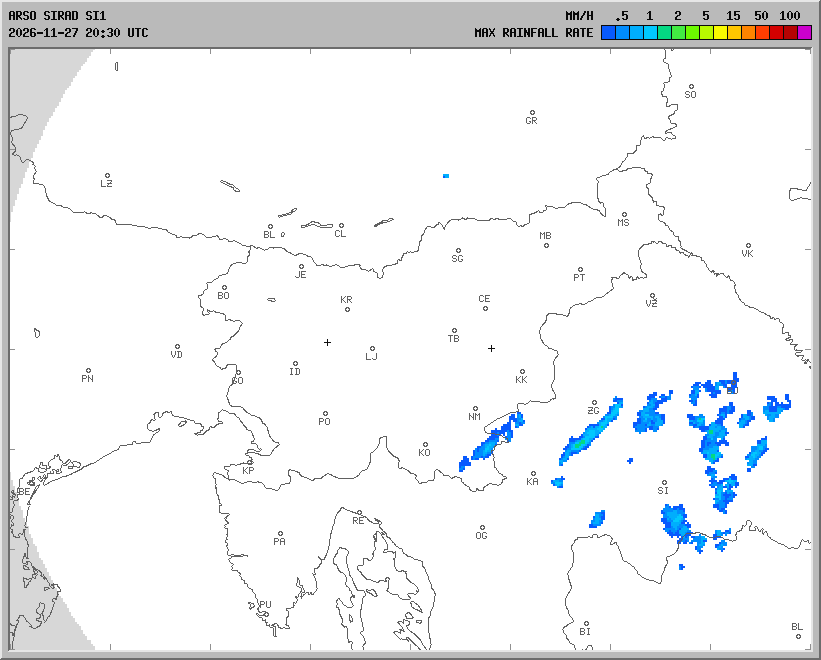 ARSO SIRAD SI1
2026-11-27 20:30 UTC
MM/H .5 1 2 5 15 50 100
MAX RAINFALL RATE
SO
GR
LZ
MS
BL
CL
MB
VK
SG
JE
PT
BO
KR
CE
VZ
TB
VD
LJ
ID
PN
GO
KK
ZG
NM
PO
KO
KP
KA
BE
SI
RE
OG
PA
PU
BI
BL